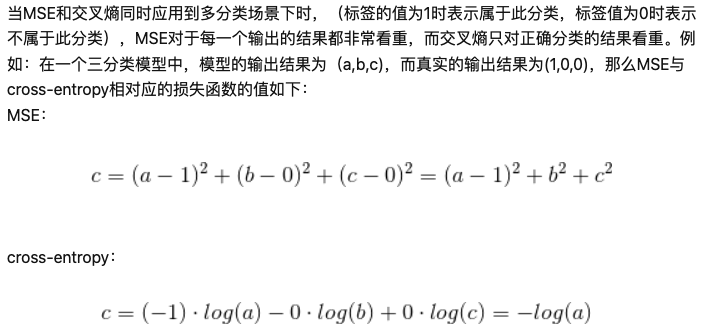 当MSE和交叉熵同时应用到多分类场景下时，（标签的值为1时表示属于此分类，标签值为0时表示
不属于此分类），MSE对于每一个输出的结果都非常看重，而交叉熵只对正确分类的结果看重。例
如：在一个三分类模型中，模型的输出结果为（a,b,c)，而真实的输出结果为(1,0,0)，那么MSE与
cross-entropy相对应的损失函数的值如下：
MSE：
c = (a − 1)² + (b − 0)² + (c − 0)² = (a − 1)² + b² + c²
cross-entropy：
c = (−1) · log(a) − 0 · log(b) + 0 · log(c) = −log(a)